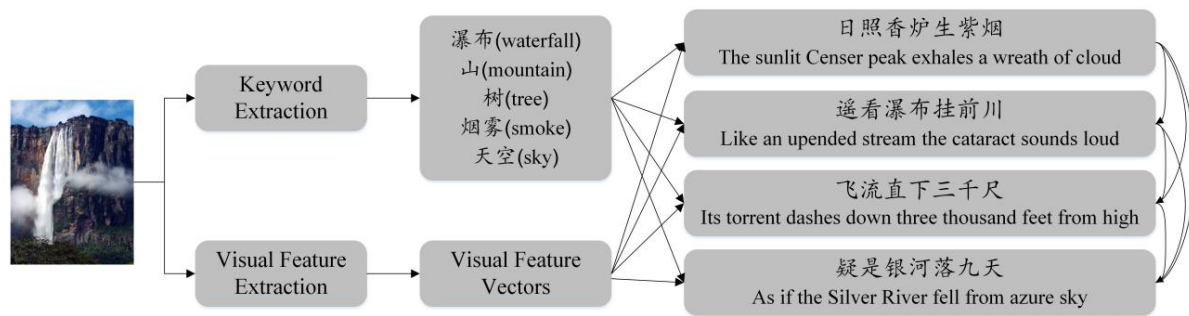 Keyword
Extraction
瀑布(waterfall)
山(mountain)
树(tree)
烟雾(smoke)
天空(sky)
Visual Feature
Extraction
Visual Feature
Vectors
日照香炉生紫烟
The sunlit Censer peak exhales a wreath of cloud
遥看瀑布挂前川
Like an upended stream the cataract sounds loud
飞流直下三千尺
Its torrent dashes down three thousand feet from high
疑是银河落九天
As if the Silver River fell from azure sky